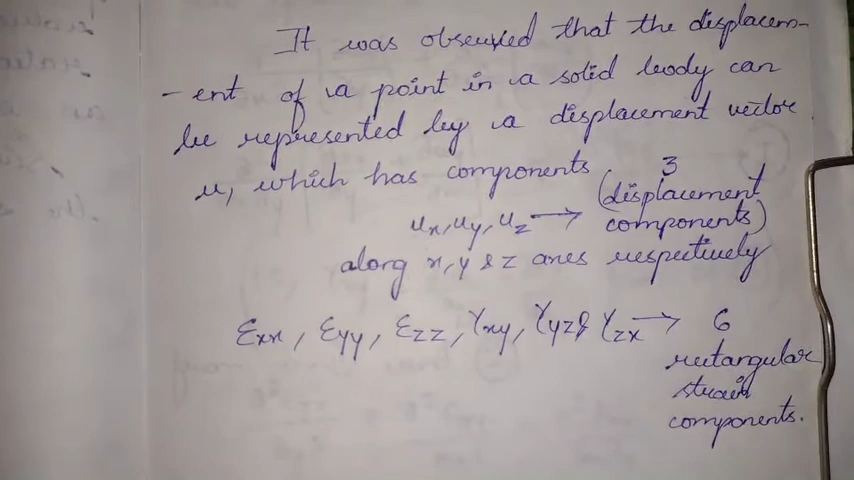 It was observed that the displacem-
- ent of a point in a solid body can
be represented by a displacement vector
u, which has components
ux, uy, uz → 3 (displacement components)
along x, y & z axes respectively
εxx, εyy, εzz, γxy, γyz & γzx → 6
rectangular
strain
components.